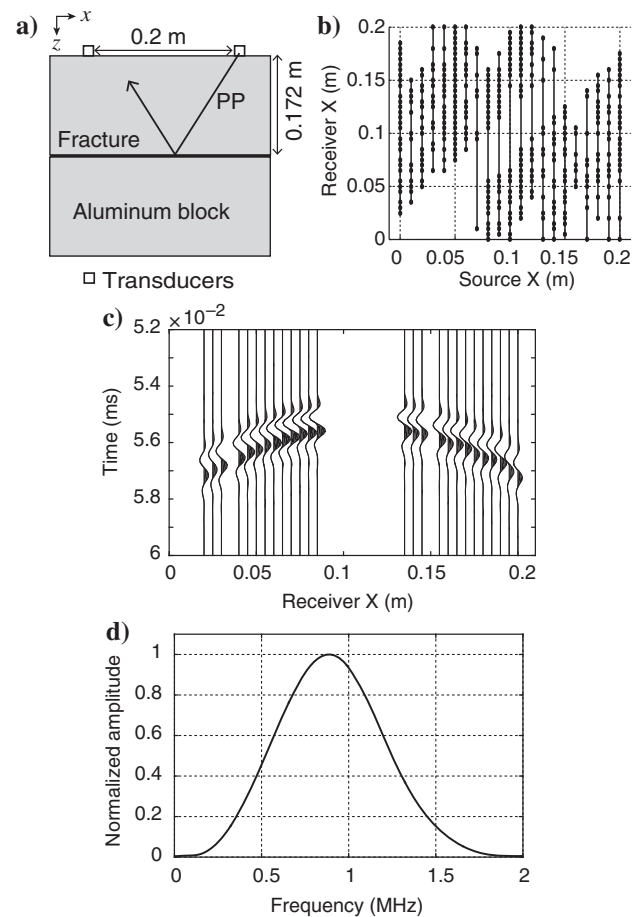 a)
x
z
0.2 m
PP
0.172 m
Fracture
Aluminum block
Transducers
b)
0.2
0.15
0.1
0.05
0
Receiver X (m)
0
0.05
0.1
0.15
0.2
Source X (m)
c)
5.2
×10−2
5.4
5.6
5.8
6
Time (ms)
0
0.05
0.1
0.15
0.2
Receiver X (m)
d)
1
0.8
0.6
0.4
0.2
0
Normalized amplitude
0
0.5
1
1.5
2
Frequency (MHz)